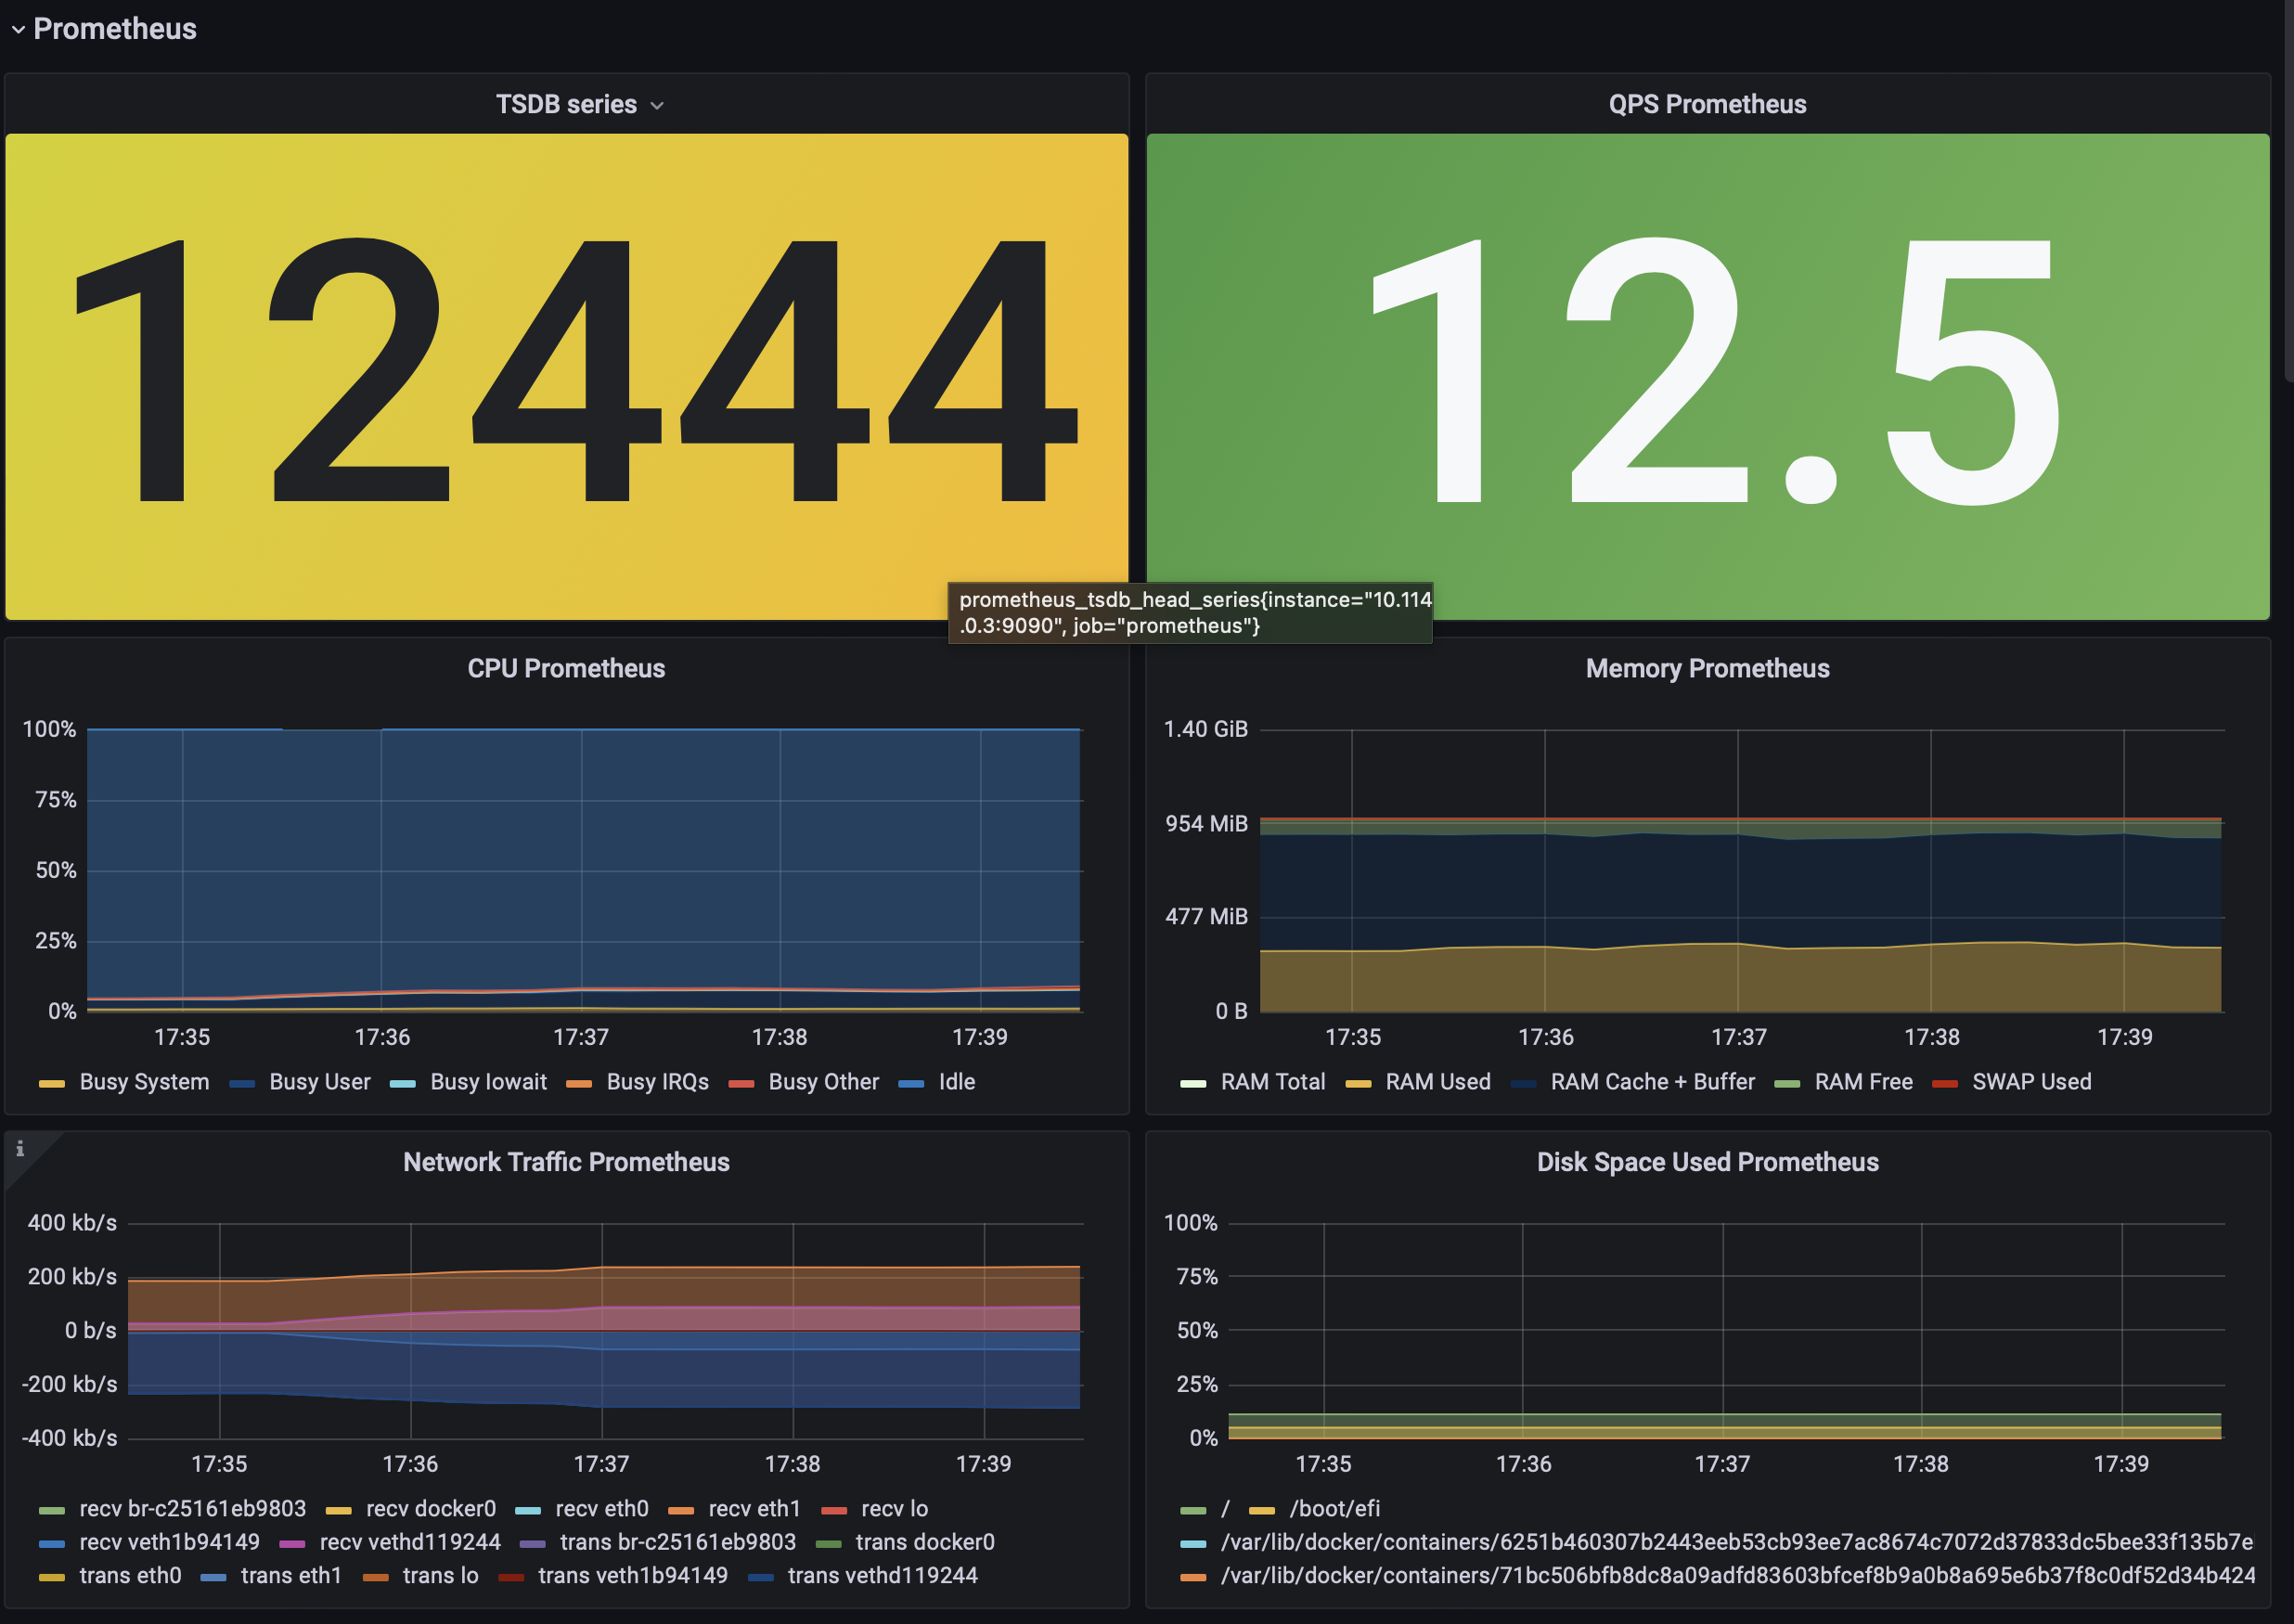 Prometheus
TSDB series
QPS Prometheus
12444
12.5
prometheus_tsdb_head_series{instance="10.114
.0.3:9090", job="prometheus"}
CPU Prometheus
100%
75%
50%
25%
0%
17:35 17:36 17:37 17:38 17:39
Busy System Busy User Busy Iowait Busy IRQs Busy Other Idle
Memory Prometheus
1.40 GiB
954 MiB
477 MiB
0 B
17:35 17:36 17:37 17:38 17:39
RAM Total RAM Used RAM Cache + Buffer RAM Free SWAP Used
i
Network Traffic Prometheus
400 kb/s
200 kb/s
0 b/s
-200 kb/s
-400 kb/s
17:35 17:36 17:37 17:38 17:39
recv br-c25161eb9803 recv docker0 recv eth0 recv eth1 recv lo
recv veth1b94149 recv vethd119244 trans br-c25161eb9803 trans docker0
trans eth0 trans eth1 trans lo trans veth1b94149 trans vethd119244
Disk Space Used Prometheus
100%
75%
50%
25%
0%
17:35 17:36 17:37 17:38 17:39
/ /boot/efi
/var/lib/docker/containers/6251b460307b2443eeb53cb93ee7ac8674c7072d37833dc5bee33f135b7e
/var/lib/docker/containers/71bc506bfb8dc8a09adfd83603bfcef8b9a0b8a695e6b37f8c0df52d34b424